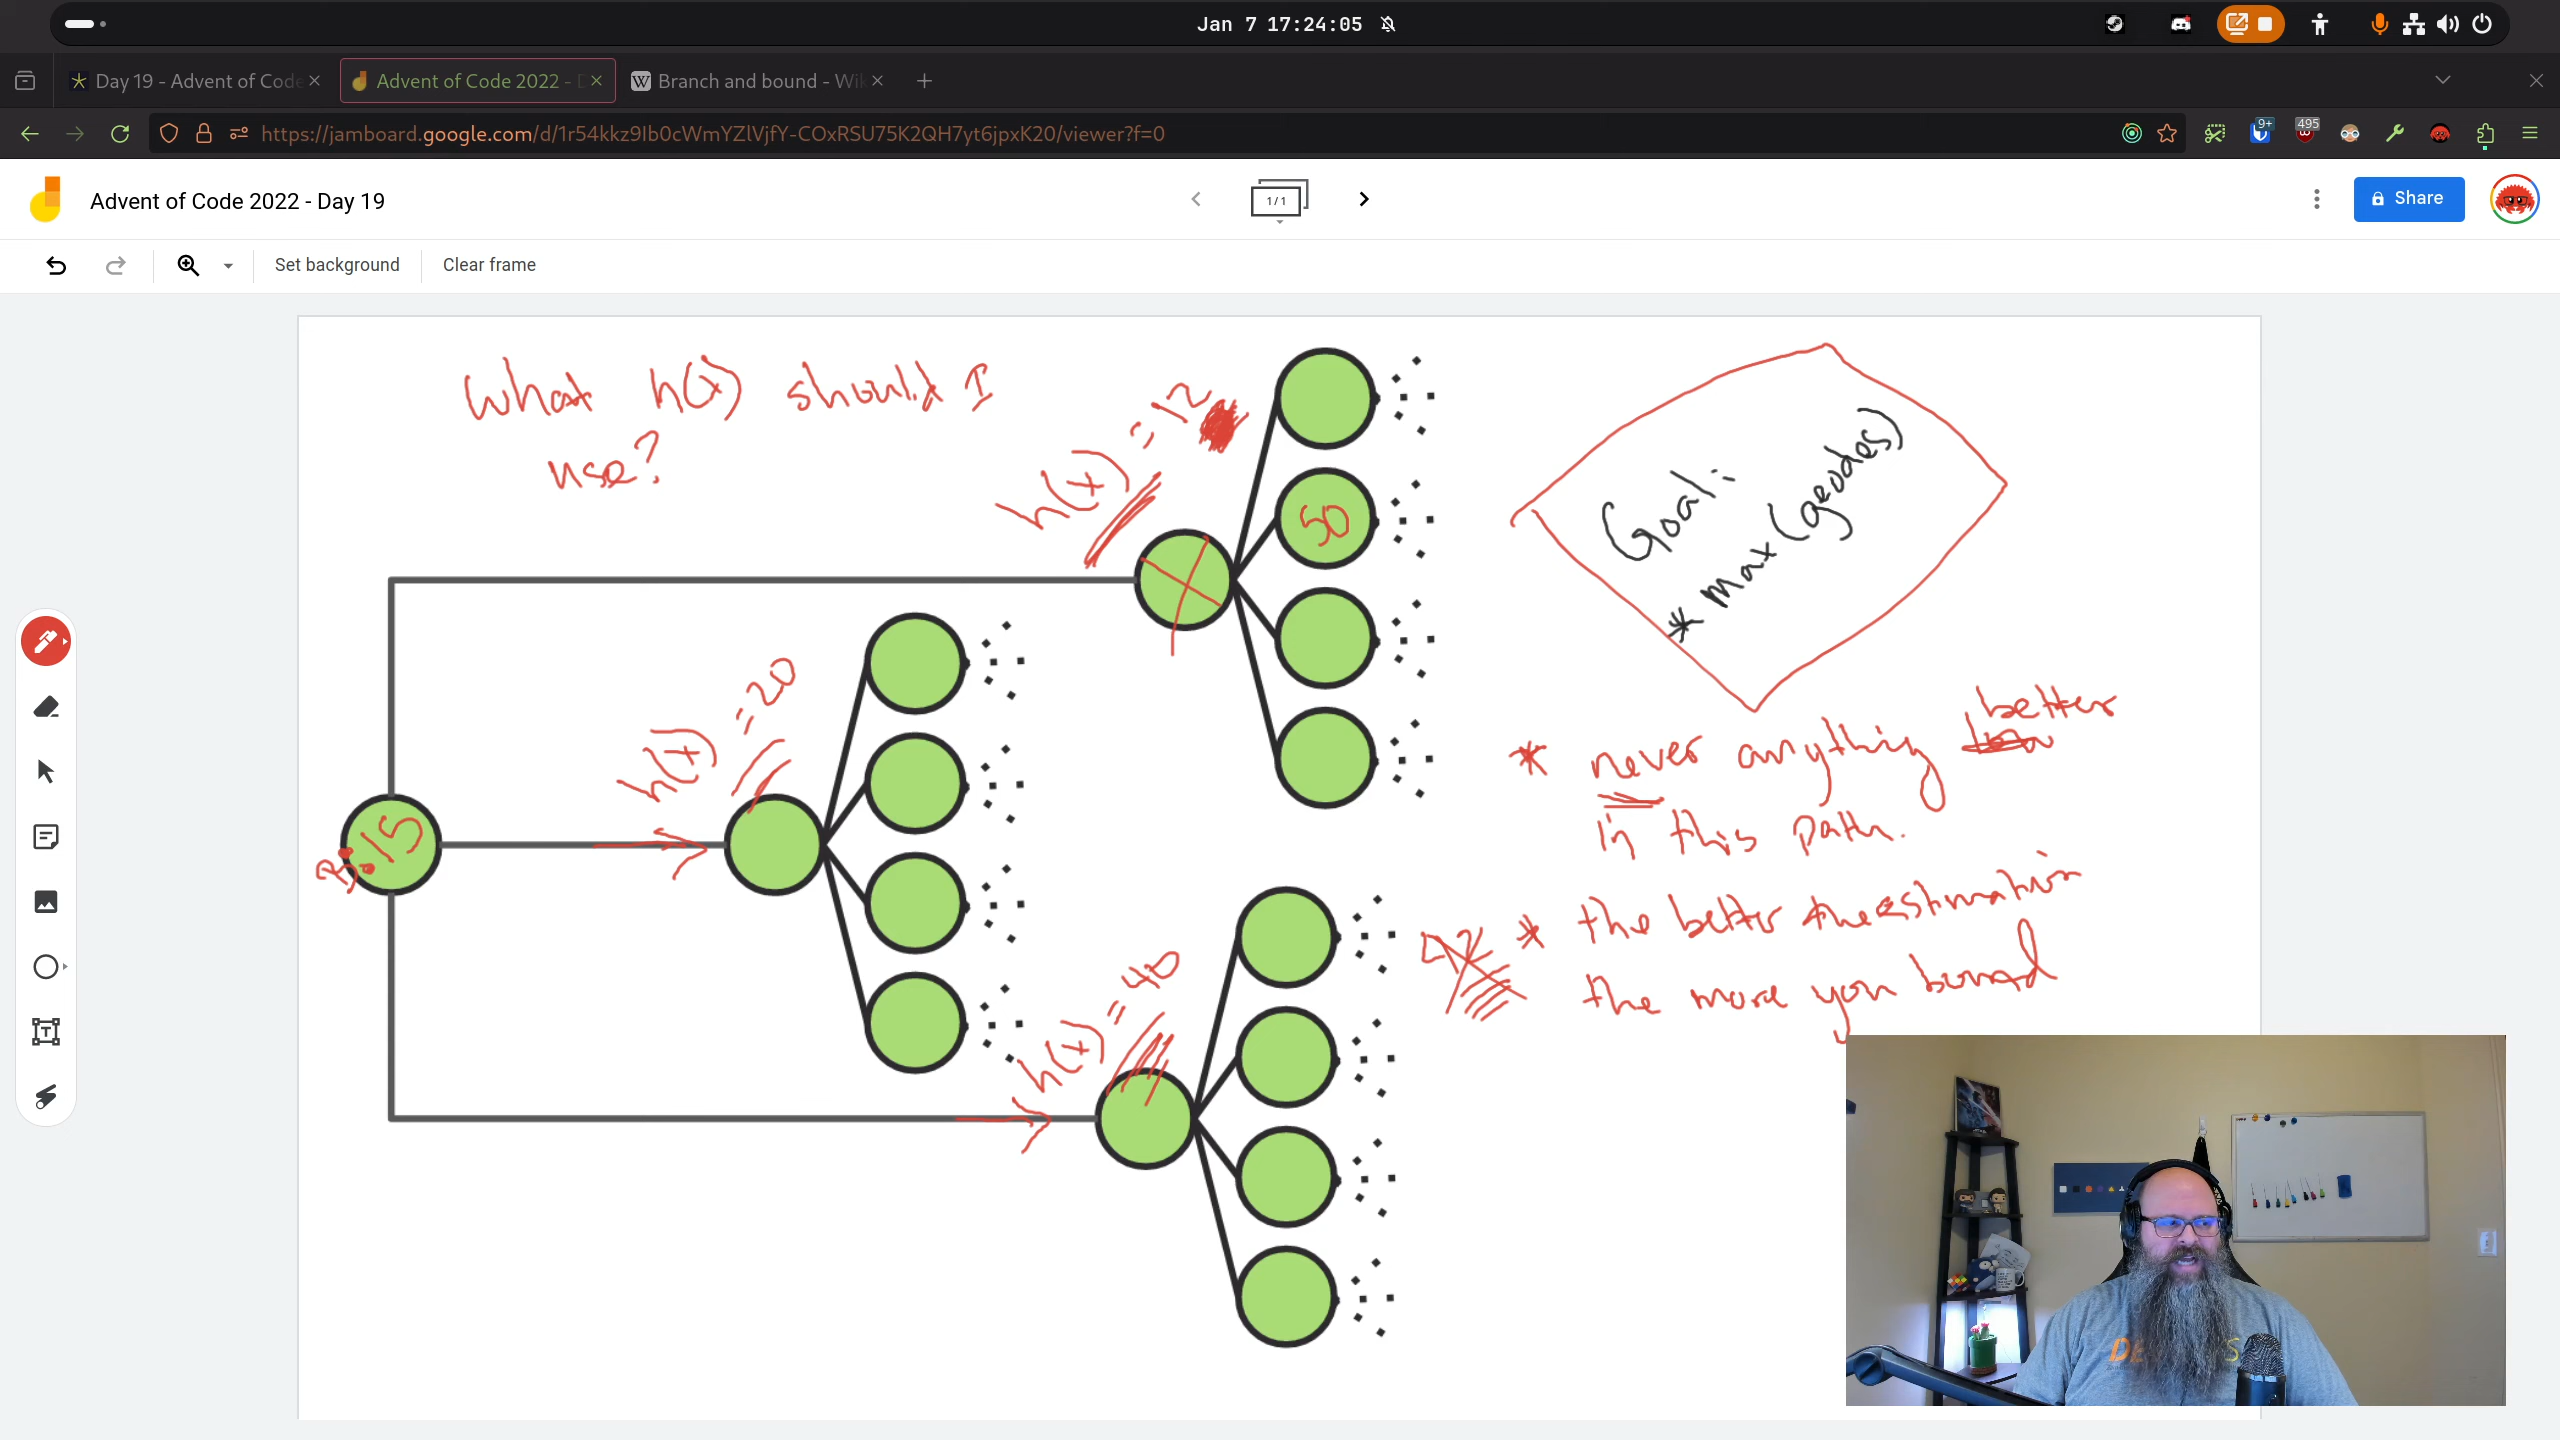 Jan 7 17:24:05
Day 19 - Advent of Code
Advent of Code 2022 - D
W Branch and bound - Wik
https://jamboard.google.com/d/1r54kkz9Ib0cWmYZlVjfY-COxRSU75K2QH7yt6jpxK20/viewer?f=0
9+
495
Advent of Code 2022 - Day 19
1/1
Share
Set background
Clear frame
What h(x) should I
use?
h(x) = 12
50
Goal:
* max (geodes)
h(x) = 20
B: 15
h(x) = 40
* never anything better
in this path.
* the better the estimation
the more you bound